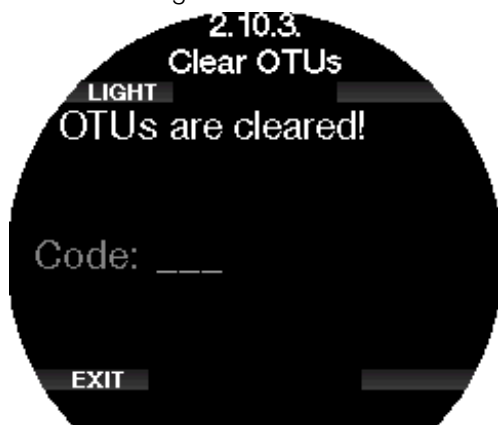 2.10.3.
Clear OTUs
LIGHT
OTUs are cleared!
Code: ___
EXIT